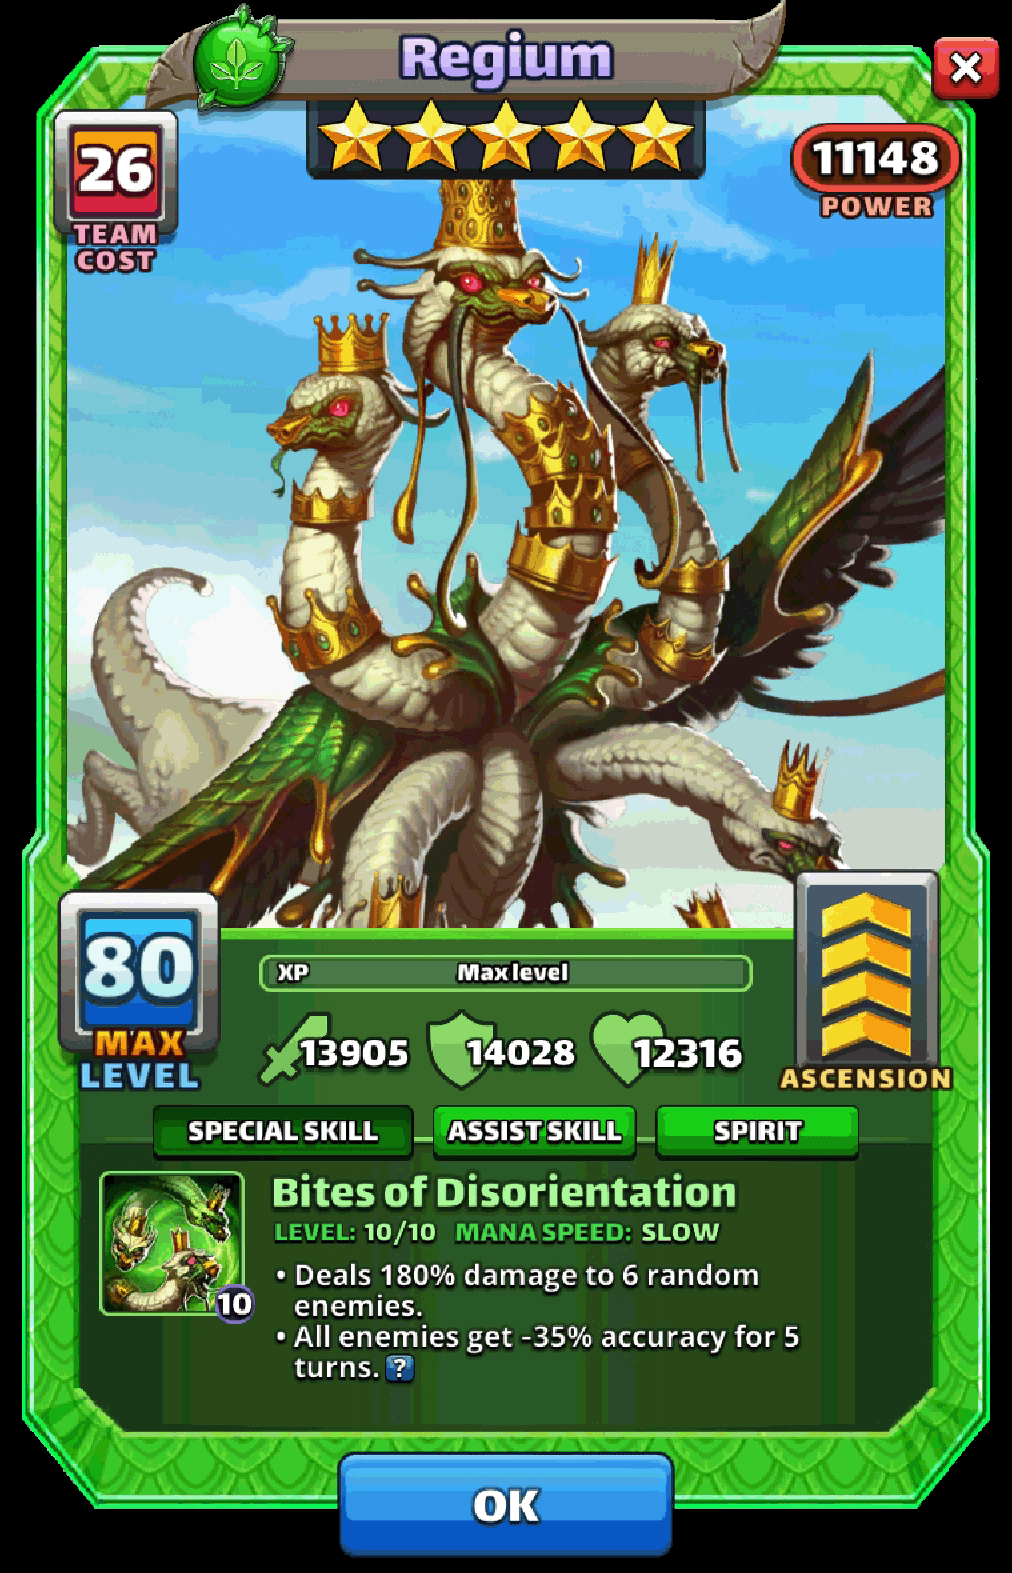 Regium
26
TEAM
COST
11148
POWER
80
MAX
LEVEL
XP Max level
13905 14028 12316
ASCENSION
SPECIAL SKILL ASSIST SKILL SPIRIT
Bites of Disorientation
LEVEL: 10/10 MANA SPEED: SLOW
10
• Deals 180% damage to 6 random
enemies.
• All enemies get -35% accuracy for 5
turns. ?
OK